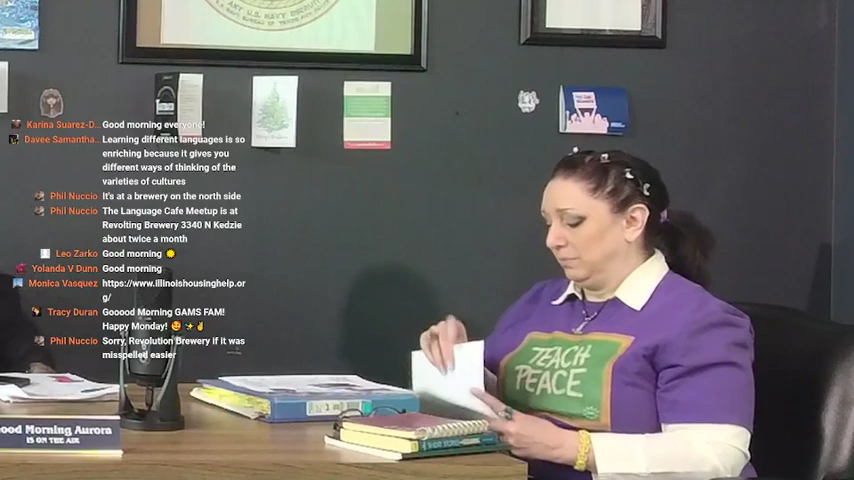 ART U.S. NAVY RECRUIT
Karina Suarez-D... Good morning everyone!
Davee Samantha... Learning different languages is so
enriching because it gives you
different ways of thinking of the
varieties of cultures
Phil Nuccio It's at a brewery on the north side
Phil Nuccio The Language Cafe Meetup is at
Revolting Brewery 3340 N Kedzie
about twice a month
Leo Zarko Good morning
Yolanda V Dunn Good morning
Monica Vasquez https://www.illinoishousinghelp.or
g/
Tracy Duran Gooood Morning GAMS FAM!
Happy Monday!
Phil Nuccio Sorry, Revolution Brewery if it was
misspelled easier
TEACH
PEACE
ood Morning Aurora
IS ON THE AIR